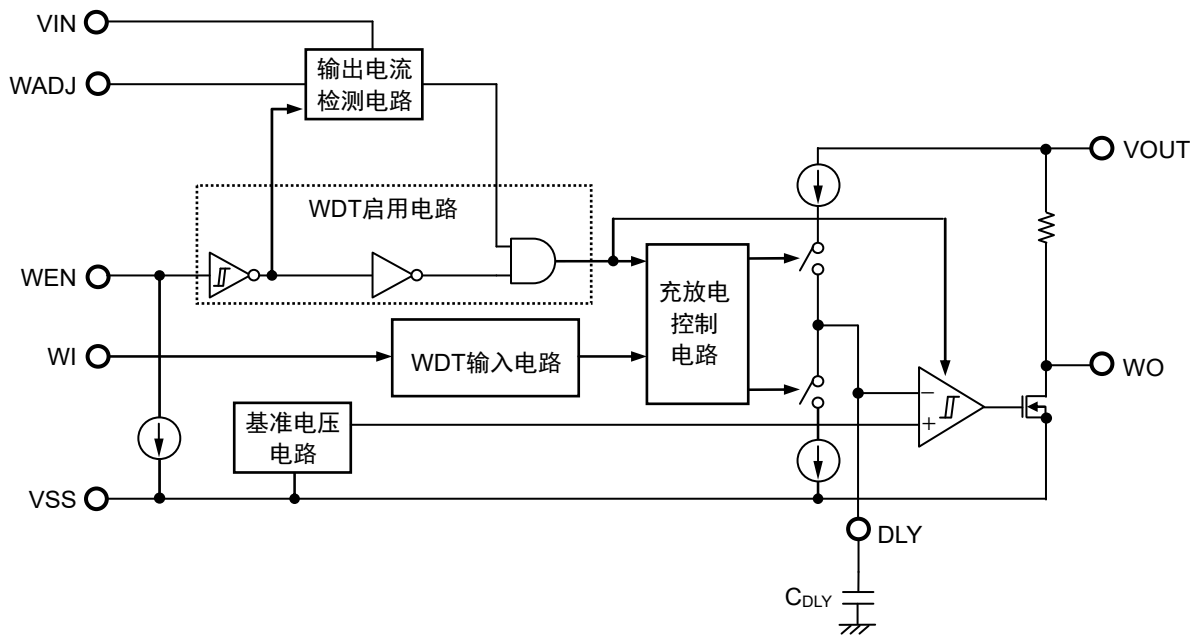 VIN
WADJ
输出电流
检测电路
VOUT
WDT启用电路
WEN
充放电
控制
电路
WI
WDT输入电路
WO
−
+
基准电压
电路
VSS
DLY
CDLY